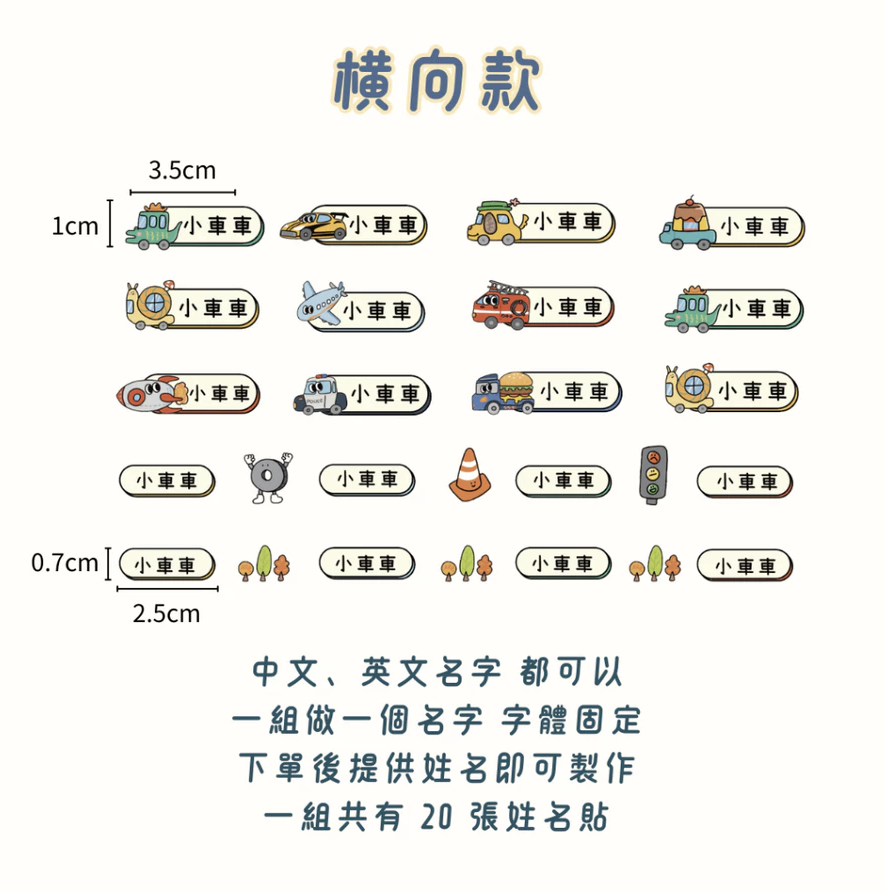 橫向款
3.5cm
1cm
小車車
小車車
小車車
小車車
小車車
小車車
小車車
小車車
小車車
POLICE
小車車
小車車
小車車
小車車
小車車
小車車
小車車
0.7cm
小車車
小車車
小車車
小車車
2.5cm
中文、英文名字 都可以
一組做一個名字 字體固定
下單後提供姓名即可製作
一組共有 20 張姓名貼